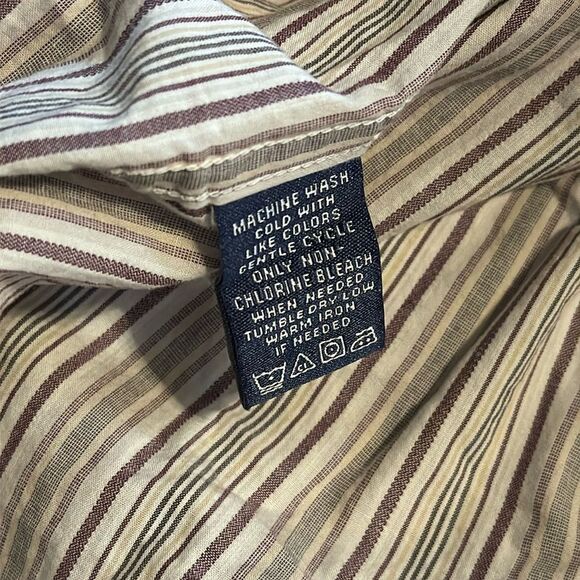 MACHINE WASH
COLD WITH
LIKE COLORS
GENTLE CYCLE
ONLY NON-
CHLORINE BLEACH
WHEN NEEDED
TUMBLE DRY LOW
WARM IRON
IF NEEDED
CL